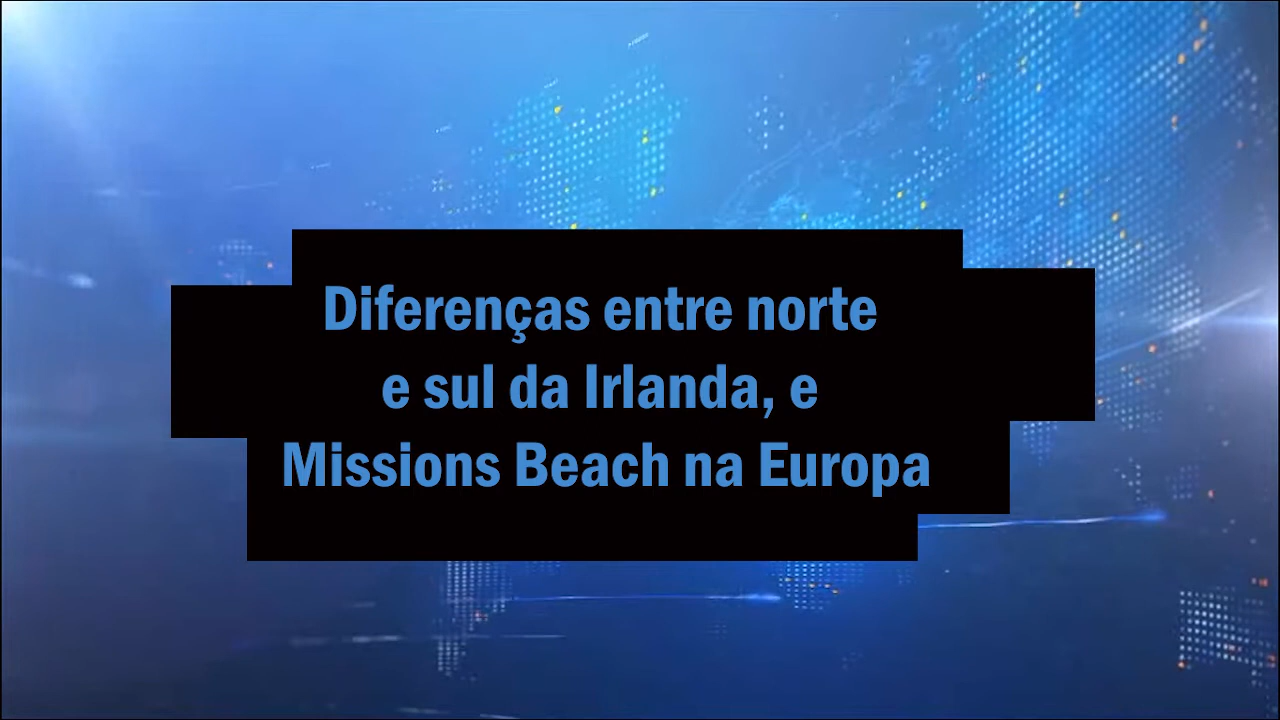 Diferenças entre norte
e sul da Irlanda, e
Missions Beach na Europa